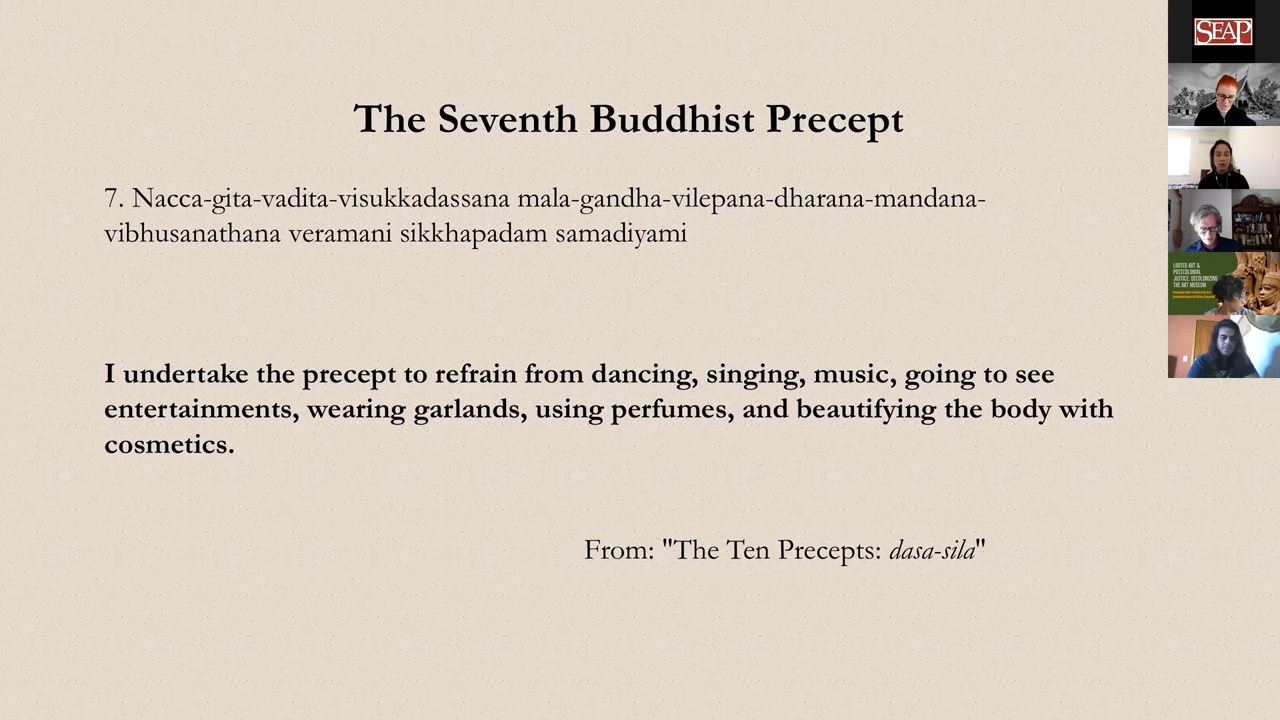 The Seventh Buddhist Precept
7. Nacca-gita-vadita-visukkadassana mala-gandha-vilepana-dharana-mandana-
vibhusanathana veramani sikkhapadam samadiyami
I undertake the precept to refrain from dancing, singing, music, going to see
entertainments, wearing garlands, using perfumes, and beautifying the body with
cosmetics.
From: "The Ten Precepts: dasa-sila"
SEAP
LOOTED ART &
POSTCOLONIAL
JUSTICE: DECOLONIZING
THE ART MUSEUM